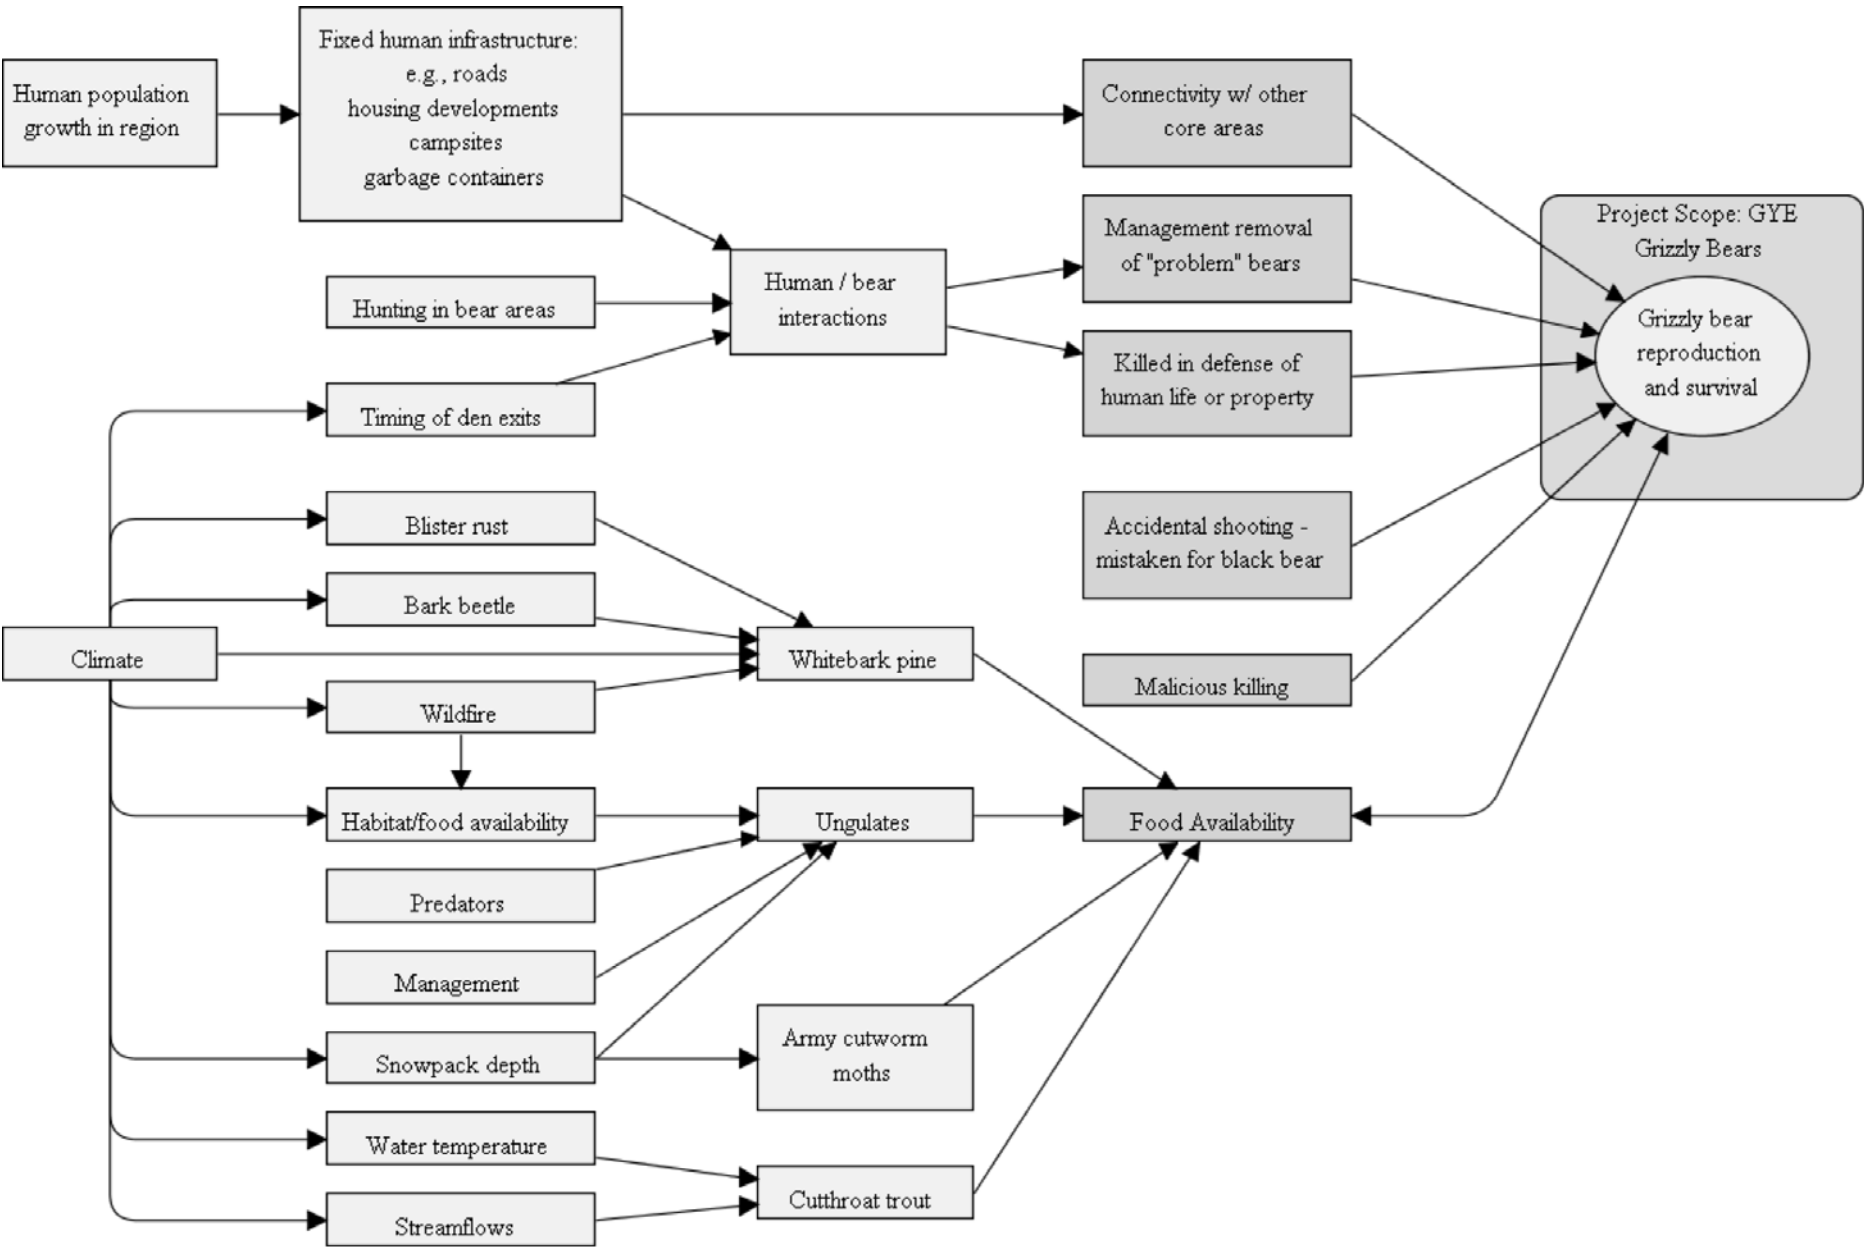 Human population
growth in region
Fixed human infrastructure:
e.g., roads
housing developments
campsites
garbage containers
Connectivity w/ other
core areas
Management removal
of "problem" bears
Project Scope: GYE
Grizzly Bears
Human / bear
interactions
Hunting in bear areas
Grizzly bear
reproduction
and survival
Killed in defense of
human life or property
Timing of den exits
Blister rust
Accidental shooting -
mistaken for black bear
Bark beetle
Climate
Whitebark pine
Malicious killing
Wildfire
Habitat/food availability
Ungulates
Food Availability
Predators
Management
Snowpack depth
Army cutworm
moths
Water temperature
Cutthroat trout
Streamflows